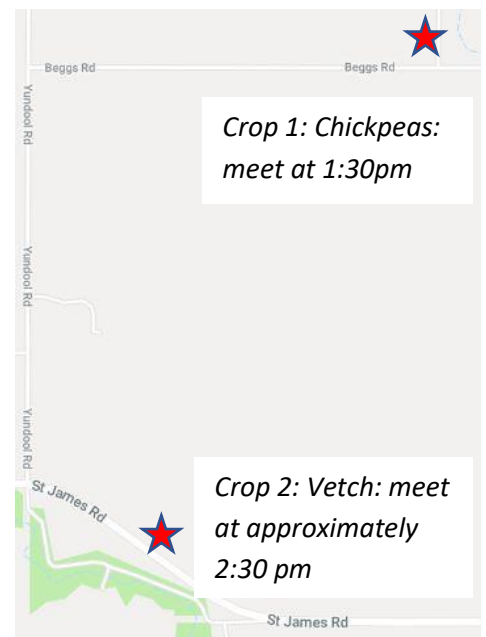 Beggs Rd
Beggs Rd
Yundool Rd
Crop 1: Chickpeas:
meet at 1:30pm
Yundool Rd
Yundool Rd
Crop 2: Vetch: meet
at approximately
2:30 pm
St James Rd
St James Rd